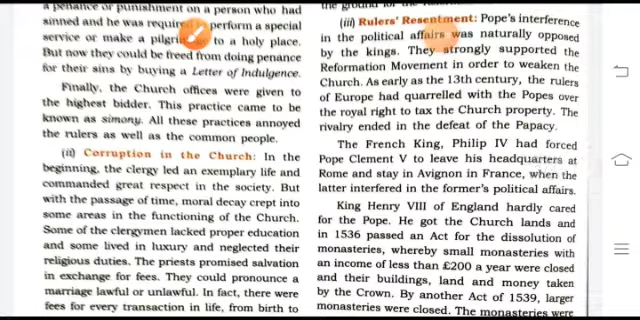 a penance or punishment on a person who had
sinned and he was required perform a special
service or make a to a holy place.
But now they could be freed from doing penance
for their sins by buying a Letter of Indulgence.
Finally, the Church offices were given to
the highest bidder. This practice came to be
known as simony. All these practices annoyed
the rulers as well as the common people.
(ii) Corruption in the Church: In the
beginning, the clergy led an exemplary life and
commanded great respect in the society. But
with the passage of time, moral decay crept into
some areas in the functioning of the Church.
Some of the clergymen lacked proper education
and some lived in luxury and neglected their
religious duties. The priests promised salvation
in exchange for fees. They could pronounce a
marriage lawful or unlawful. In fact, there were
fees for every transaction in life, from birth to
(iii) Rulers' Resentment: Pope's interference
in the political affairs was naturally opposed
by the kings. They strongly supported the
Reformation Movement in order to weaken the
Church. As early as the 13th century, the rulers
of Europe had quarrelled with the Popes over
the royal right to tax the Church property. The
rivalry ended in the defeat of the Papacy.
The French King, Philip IV had forced
Pope Clement V to leave his headquarters at
Rome and stay in Avignon in France, when the
latter interfered in the former's political affairs.
King Henry VIII of England hardly cared
for the Pope. He got the Church lands and
in 1536 passed an Act for the dissolution of
monasteries, whereby small monasteries with
an income of less than £200 a year were closed
and their buildings, land and money taken
by the Crown. By another Act of 1539, larger
monasteries were closed. The monasteries were